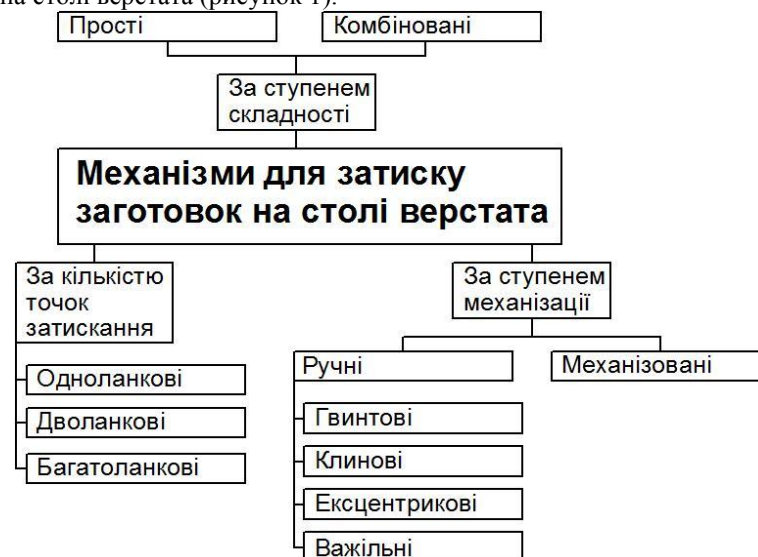 на столі верстата (рисунок 1).
Прості
Комбіновані
За ступенем
складності
Механізми для затиску
заготовок на столі верстата
За кількістю
точок
затискання
Одноланкові
Дволанкові
Багатоланкові
За ступенем
механізації
Ручні
Механізовані
Гвинтові
Клинові
Ексцентрикові
Важільні